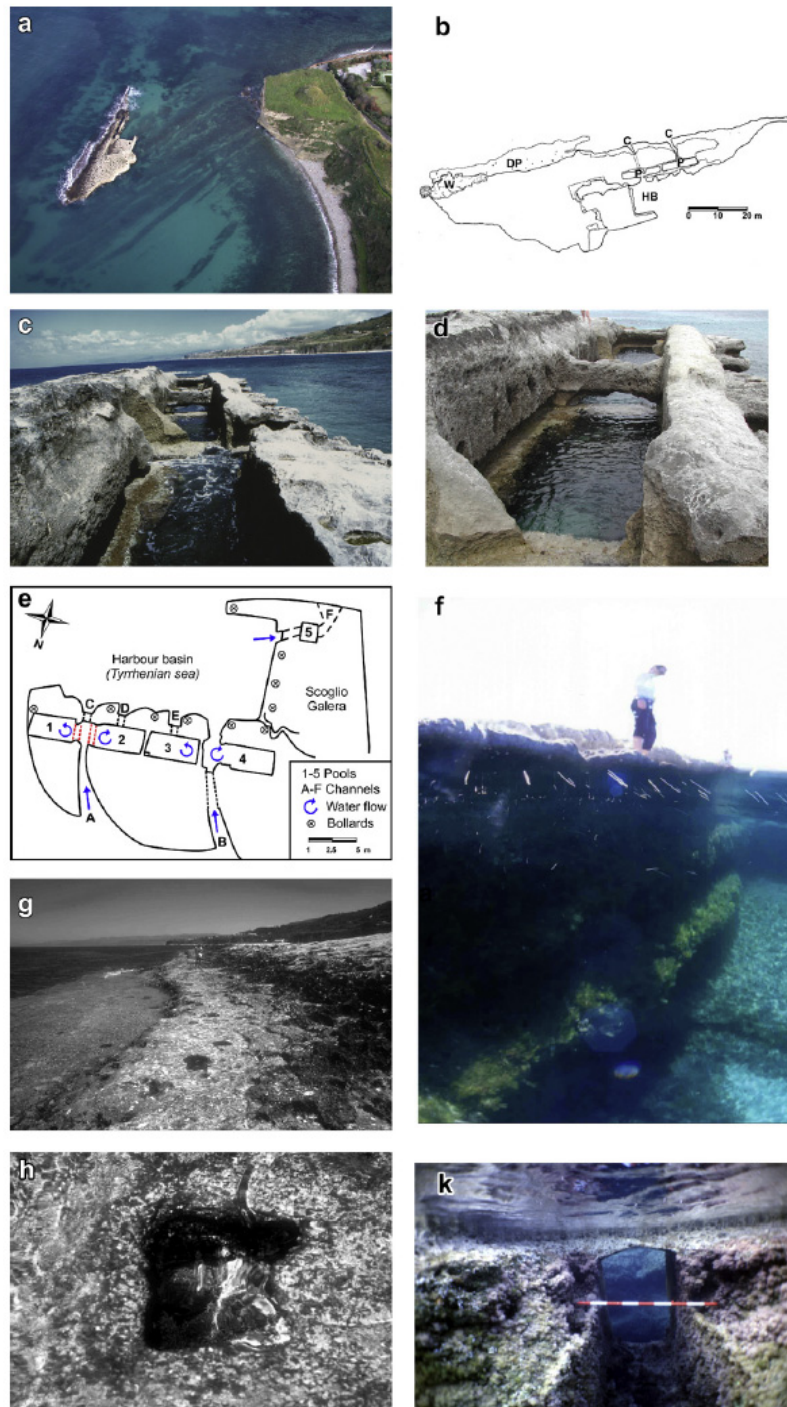 a
b
C
C
DP
P
P
W
HB
0 10 20 m
c
d
e
N
F
5
Harbour basin
(Tyrrhenian sea)
Scoglio
Galera
C
D
E
1
2
3
4
A
B
1-5 Pools
A-F Channels
Water flow
Bollards
1 2.5 5 m
f
g
h
k